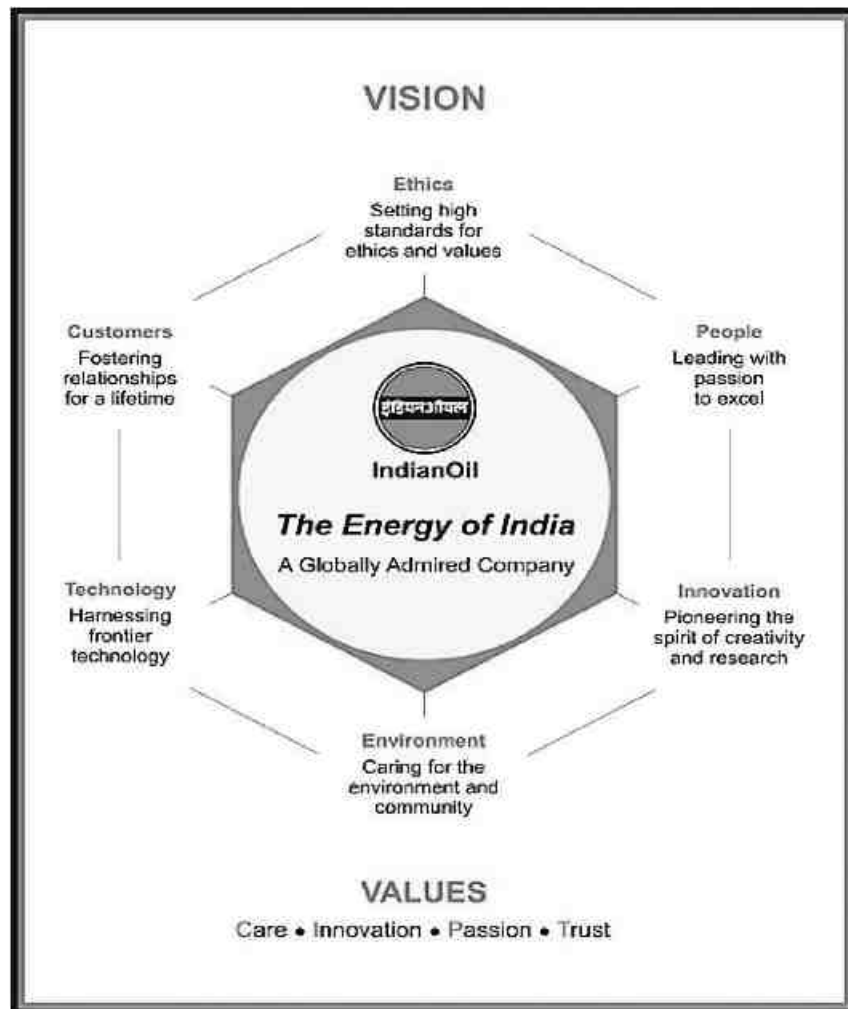 VISION
Ethics
Setting high
standards for
ethics and values
Customers
Fostering
relationships
for a lifetime
People
Leading with
passion
to excel
इंडियनऑयल
IndianOil
The Energy of India
A Globally Admired Company
Technology
Harnessing
frontier
technology
Innovation
Pioneering the
spirit of creativity
and research
Environment
Caring for the
environment and
community
VALUES
Care • Innovation • Passion • Trust